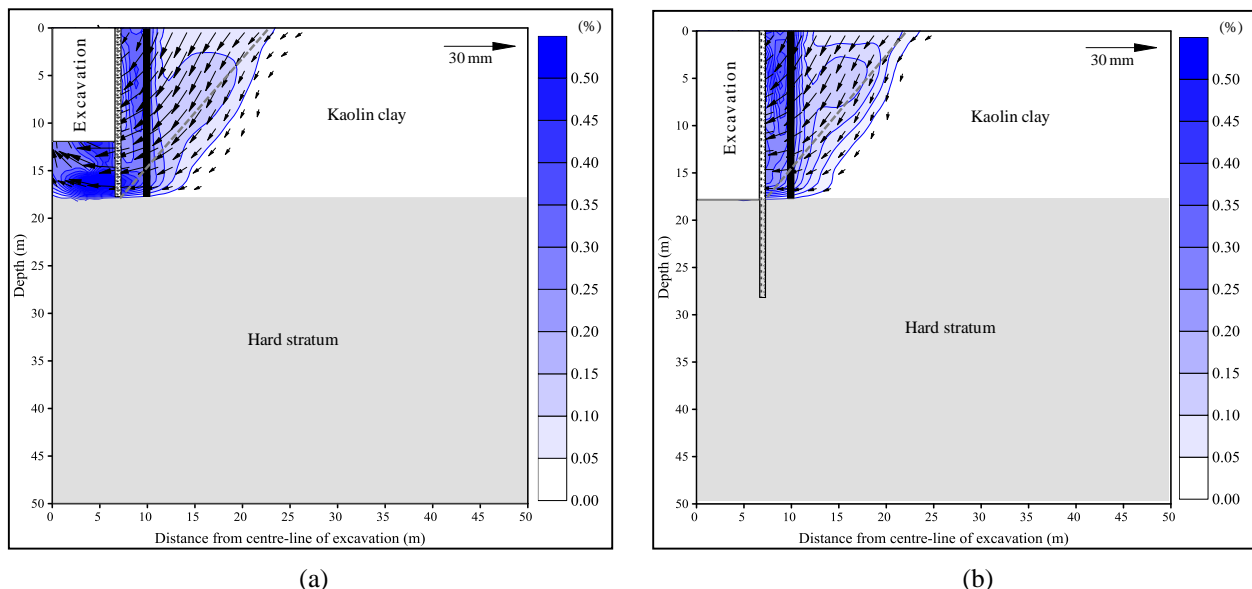 (%)
0
5
10
15
20
25
30
35
40
45
50
Depth (m)
Excavation
30 mm
Kaolin clay
Hard stratum
0.50
0.45
0.40
0.35
0.30
0.25
0.20
0.15
0.10
0.05
0.00
0 5 10 15 20 25 30 35 40 45 50
Distance from centre-line of excavation (m)
(a)
(%)
0
5
10
15
20
25
30
35
40
45
50
Depth (m)
Excavation
30 mm
Kaolin clay
Hard stratum
0.50
0.45
0.40
0.35
0.30
0.25
0.20
0.15
0.10
0.05
0.00
0 5 10 15 20 25 30 35 40 45 50
Distance from centre-line of excavation (m)
(b)